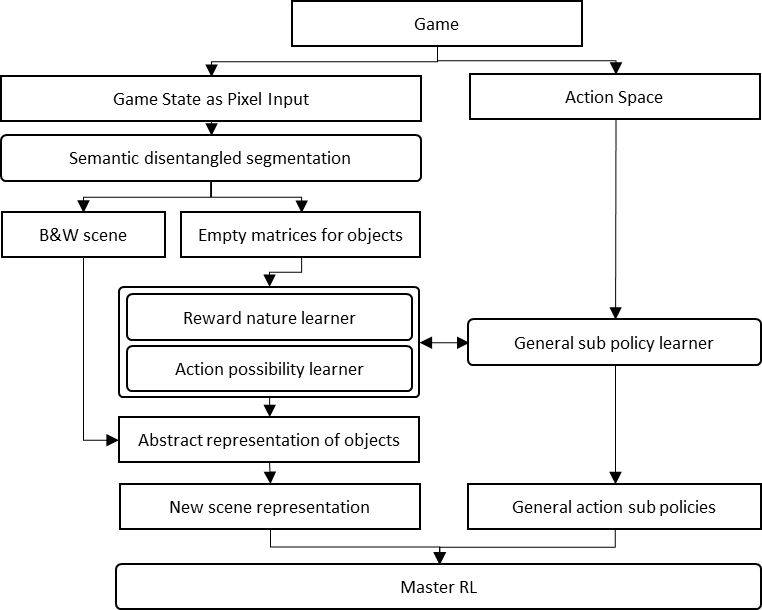 Game
Game State as Pixel Input
Action Space
Semantic disentangled segmentation
B&W scene
Empty matrices for objects
Reward nature learner
General sub policy learner
Action possibility learner
Abstract representation of objects
New scene representation
General action sub policies
Master RL